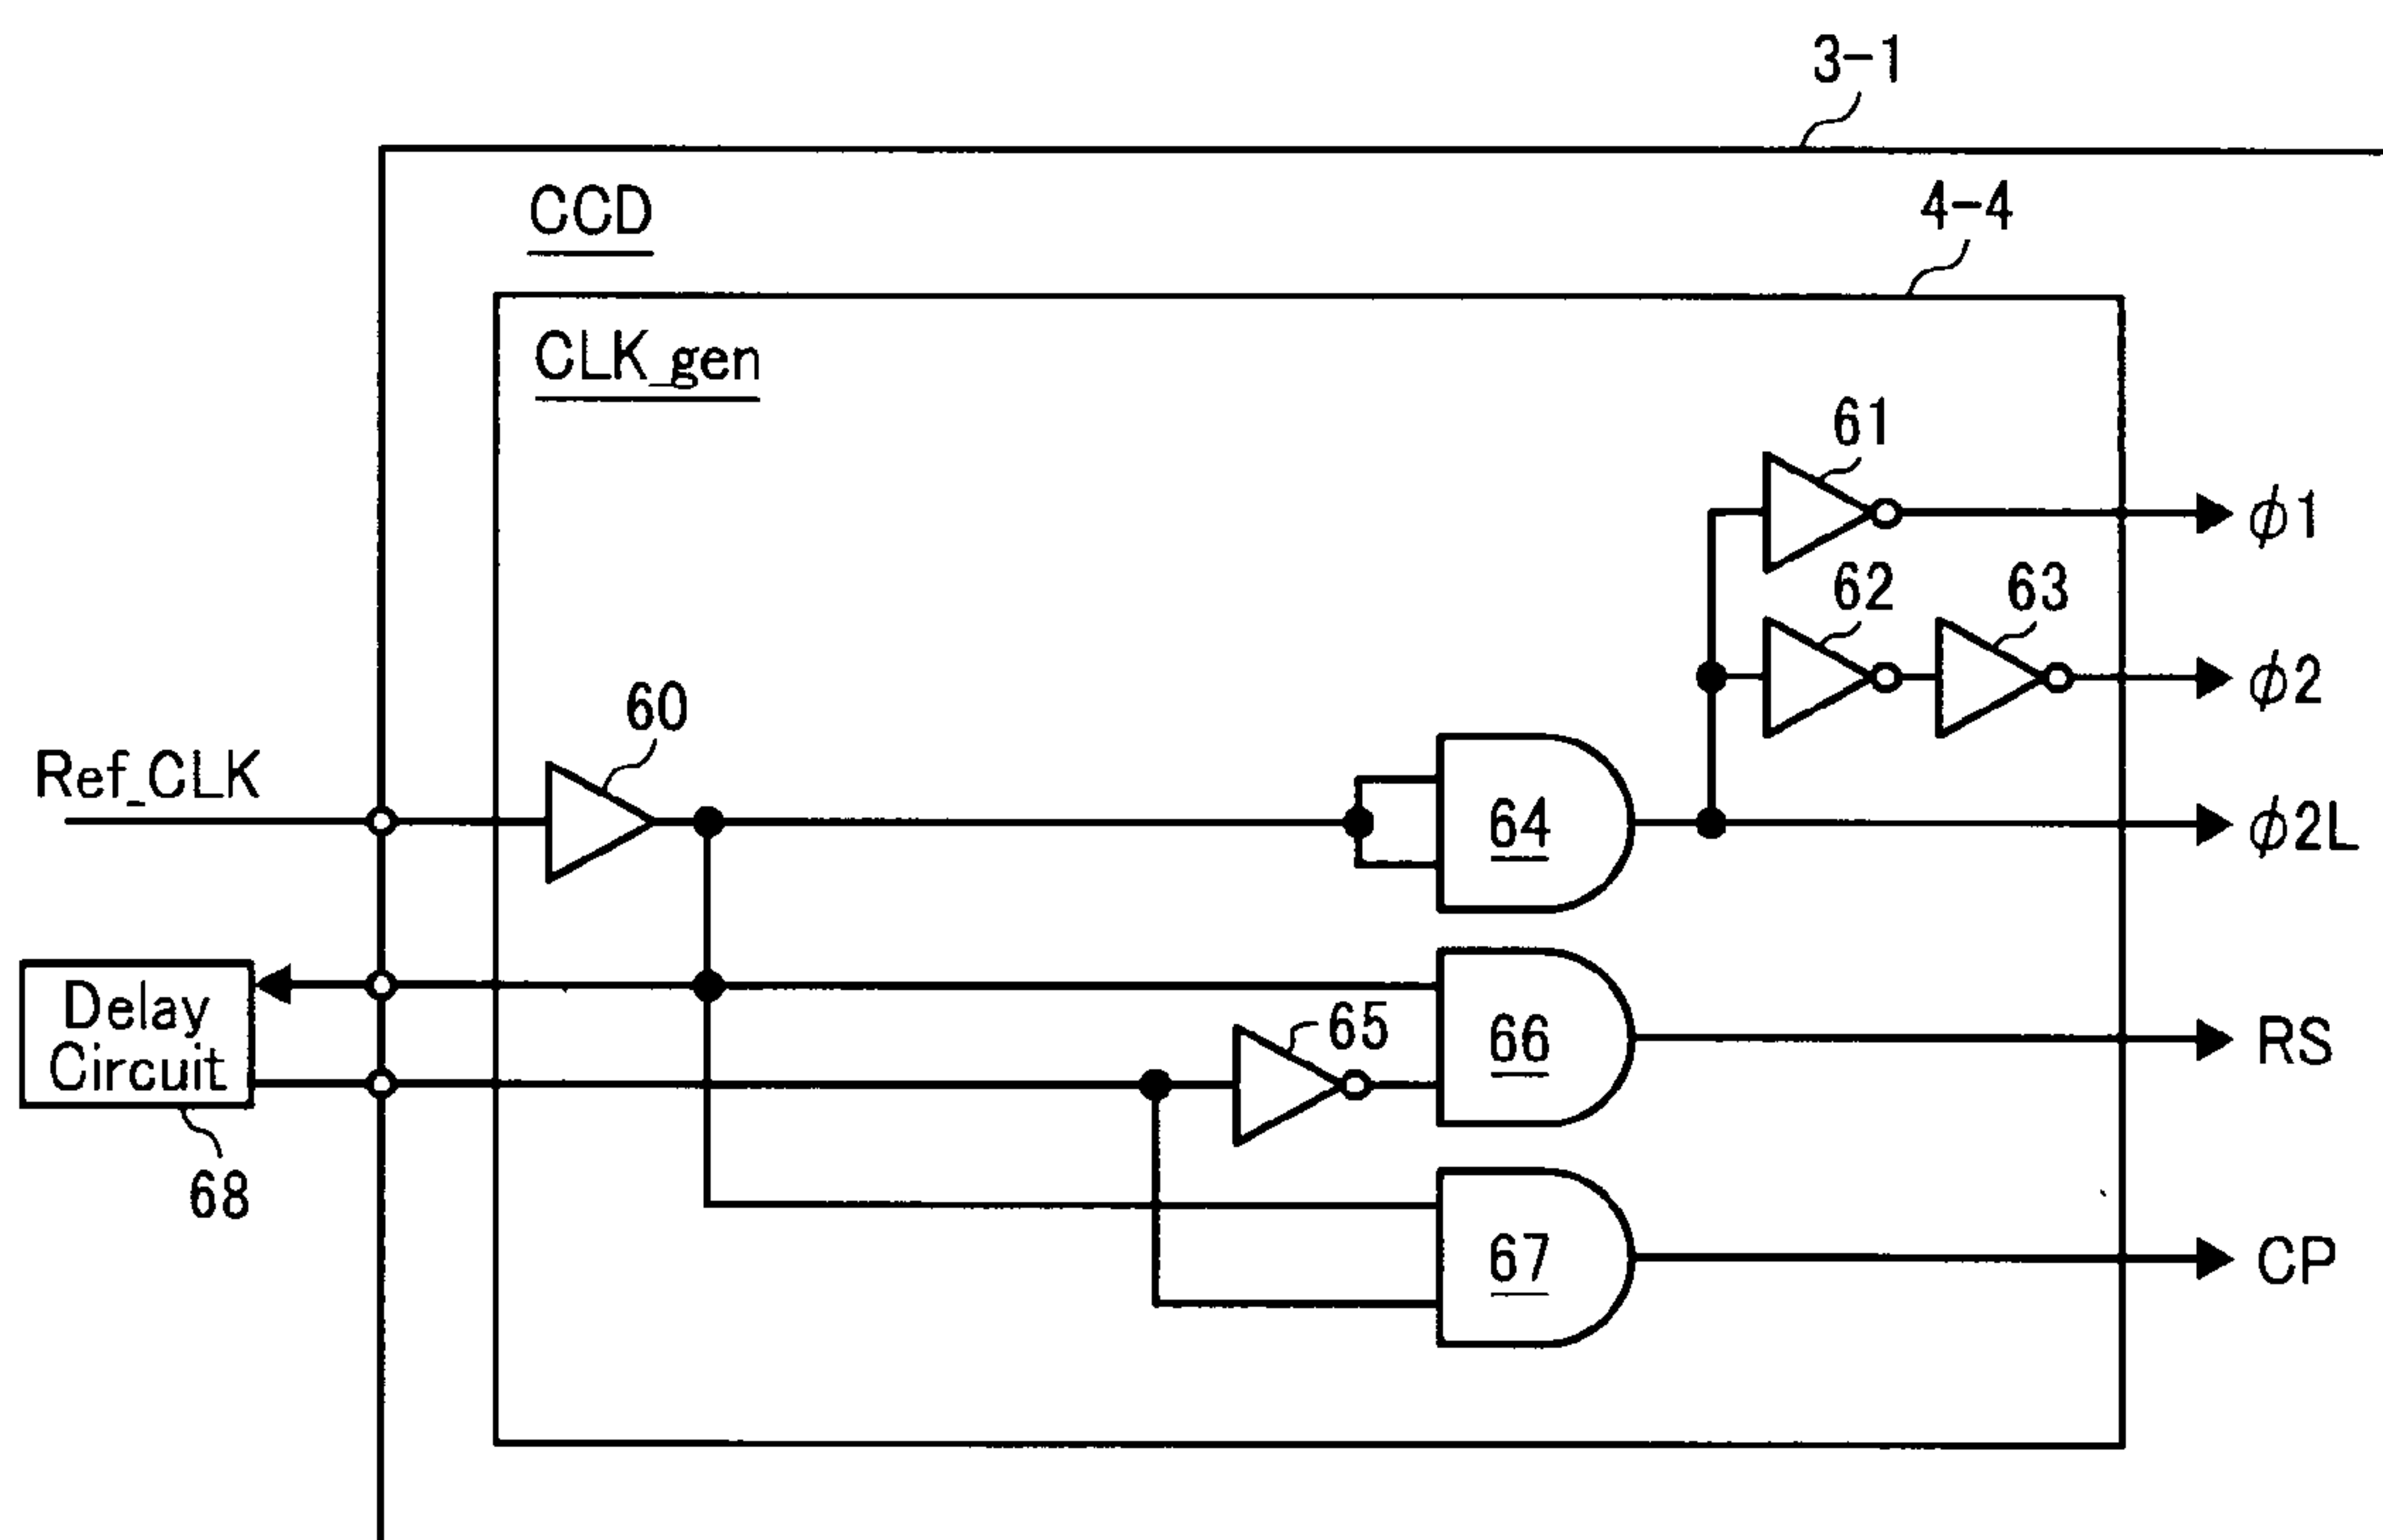 3-1
CCD
4-4
CLK_gen
61
ϕ1
62
63
ϕ2
60
Ref_CLK
64
ϕ2L
Delay
Circuit
65
66
RS
68
67
CP